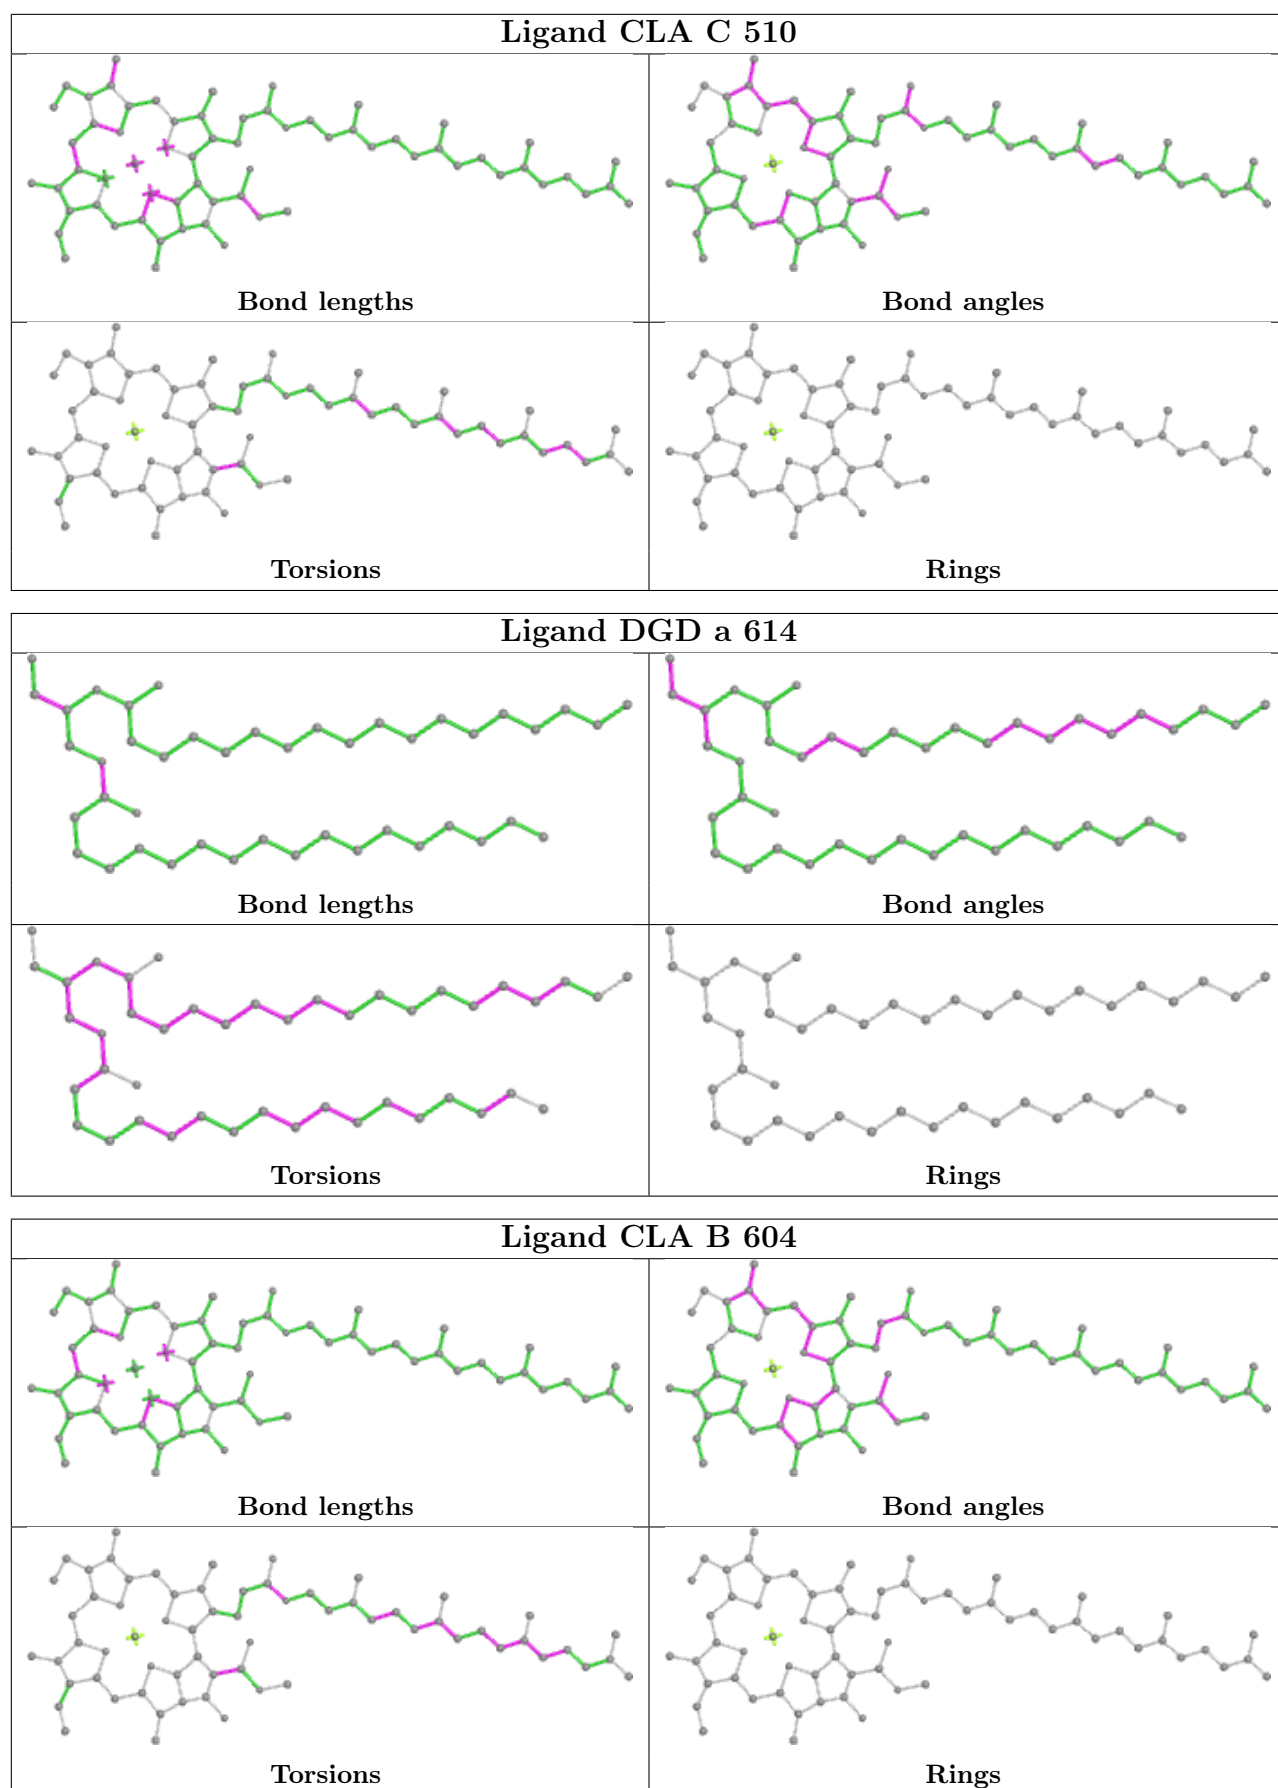 Ligand CLA C 510
Bond lengths
Bond angles
Torsions
Rings
Ligand DGD a 614
Bond lengths
Bond angles
Torsions
Rings
Ligand CLA B 604
Bond lengths
Bond angles
Torsions
Rings